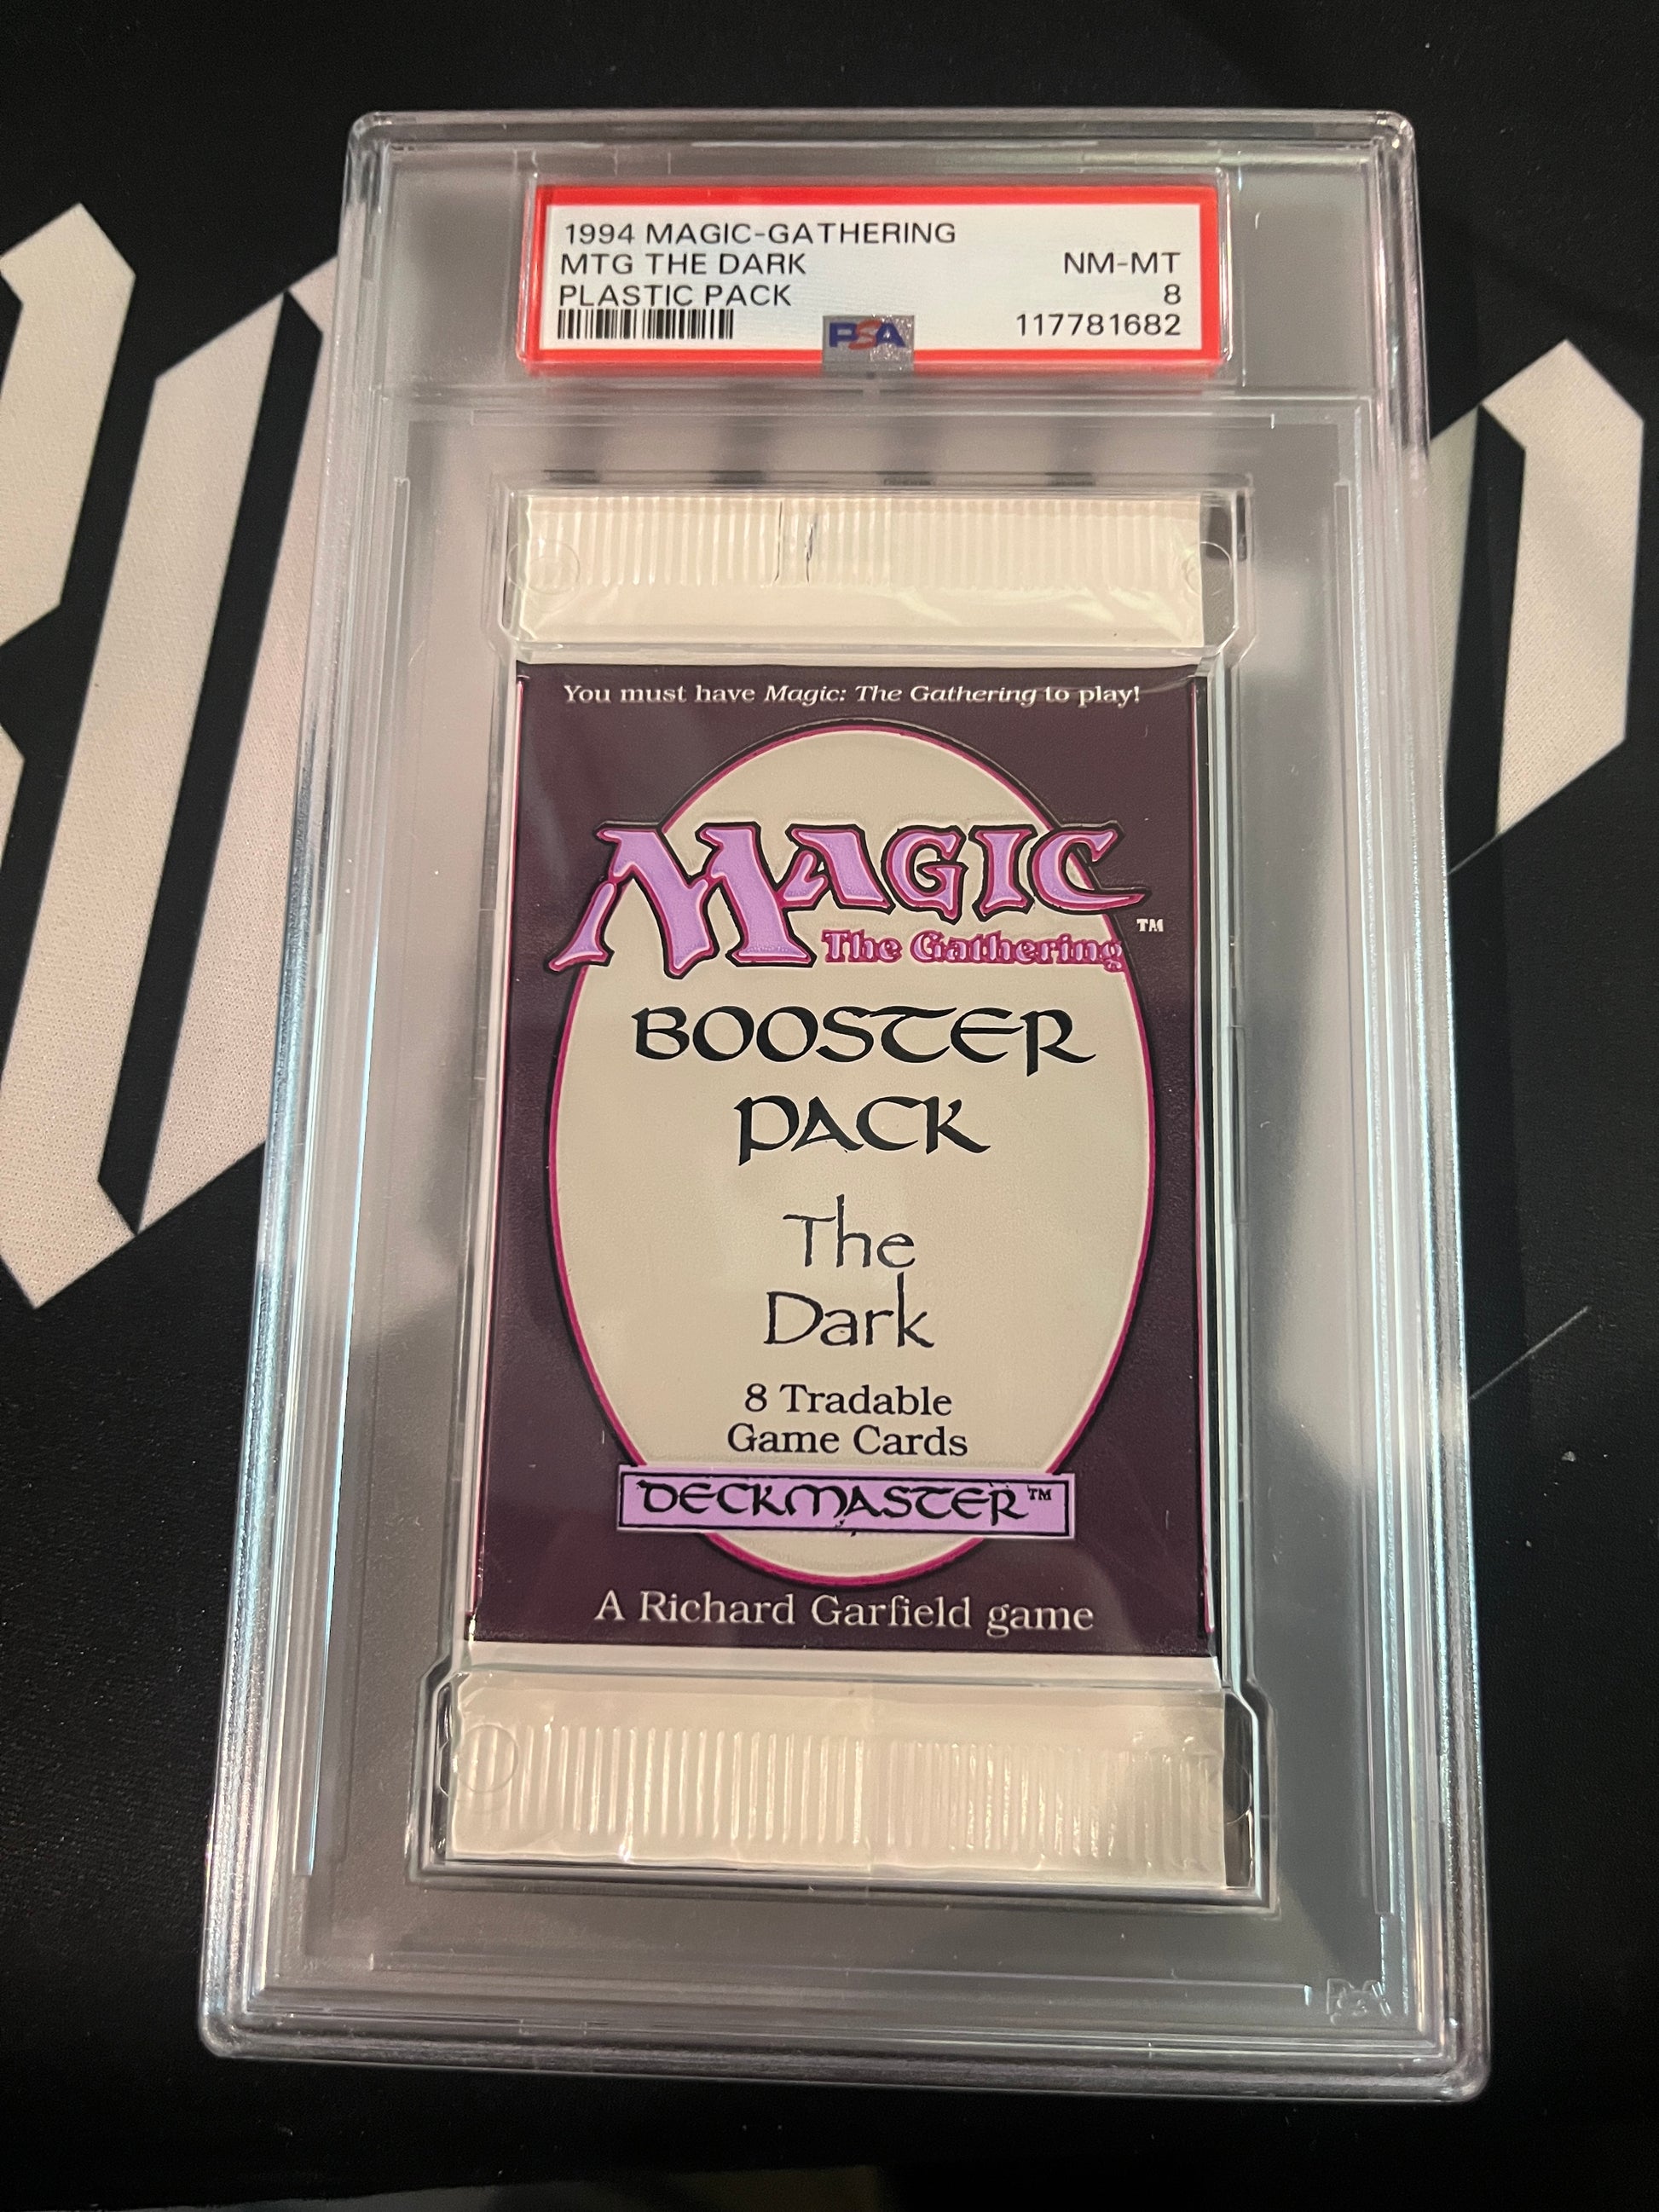 1994 MAGIC-GATHERING
MTG THE DARK
NM-MT
PLASTIC PACK
8
PSA
117781682
You must have Magic: The Gathering to play!
MAGIC
™
The Gathering
BOOSTER
PACK
The
Dark
8 Tradable
Game Cards
DECKMASTER™
A Richard Garfield game
PSA